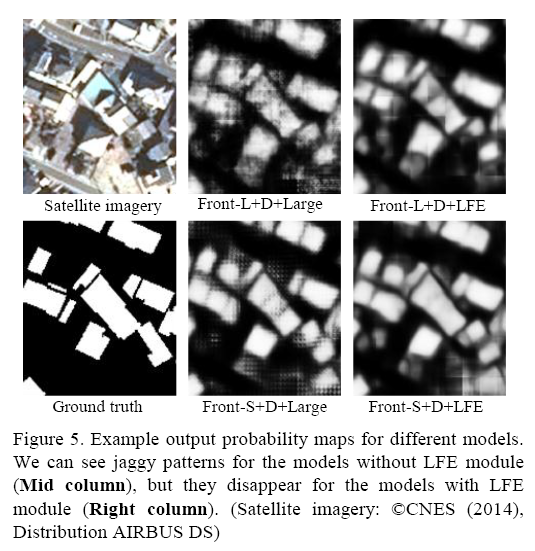 Satellite imagery
Front-L+D+Large
Front-L+D+LFE
Ground truth
Front-S+D+Large
Front-S+D+LFE
Figure 5. Example output probability maps for different models.
We can see jaggy patterns for the models without LFE module
(Mid column), but they disappear for the models with LFE
module (Right column). (Satellite imagery: ©CNES (2014),
Distribution AIRBUS DS)